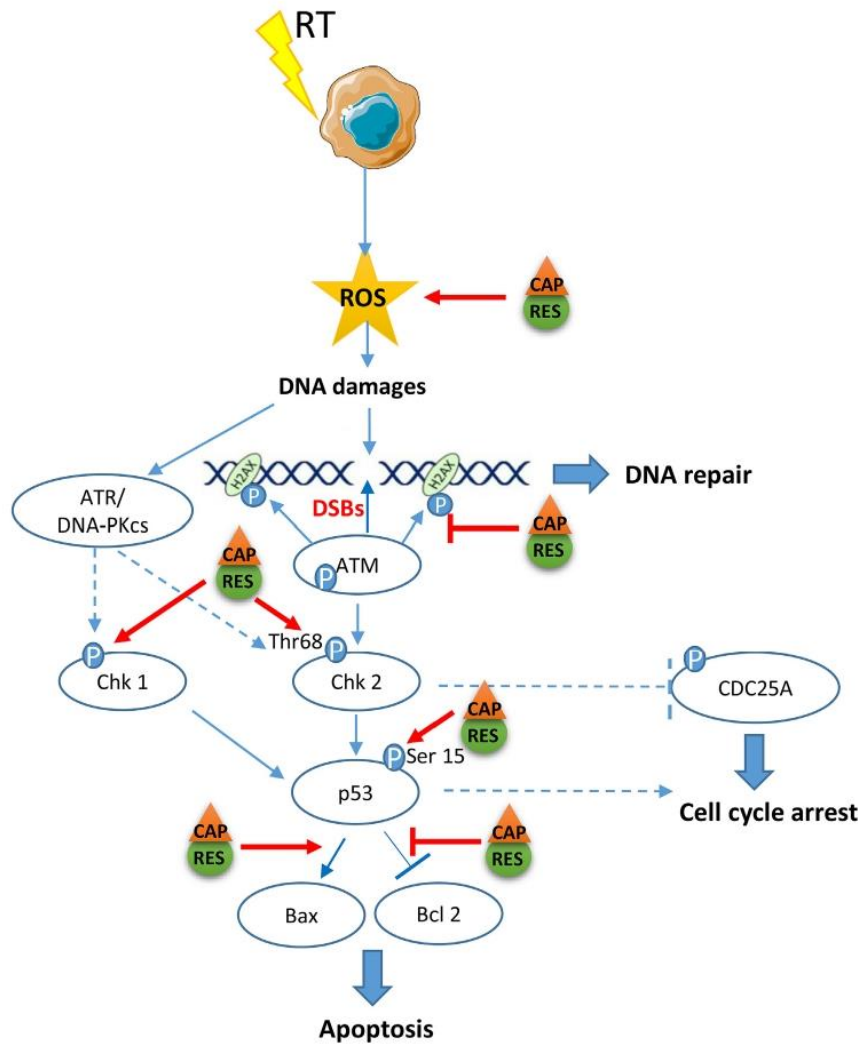 RT
ROS
CAP
RES
DNA damages
H2AX
P
H2AX
P
DNA repair
DSBs
CAP
RES
ATR/
DNA-PKcs
CAP
RES
ATM
P
Thr68
P
Chk 1
P
Chk 2
P
CDC25A
CAP
RES
P
Ser 15
p53
Cell cycle arrest
CAP
RES
CAP
RES
Bax
Bcl 2
Apoptosis